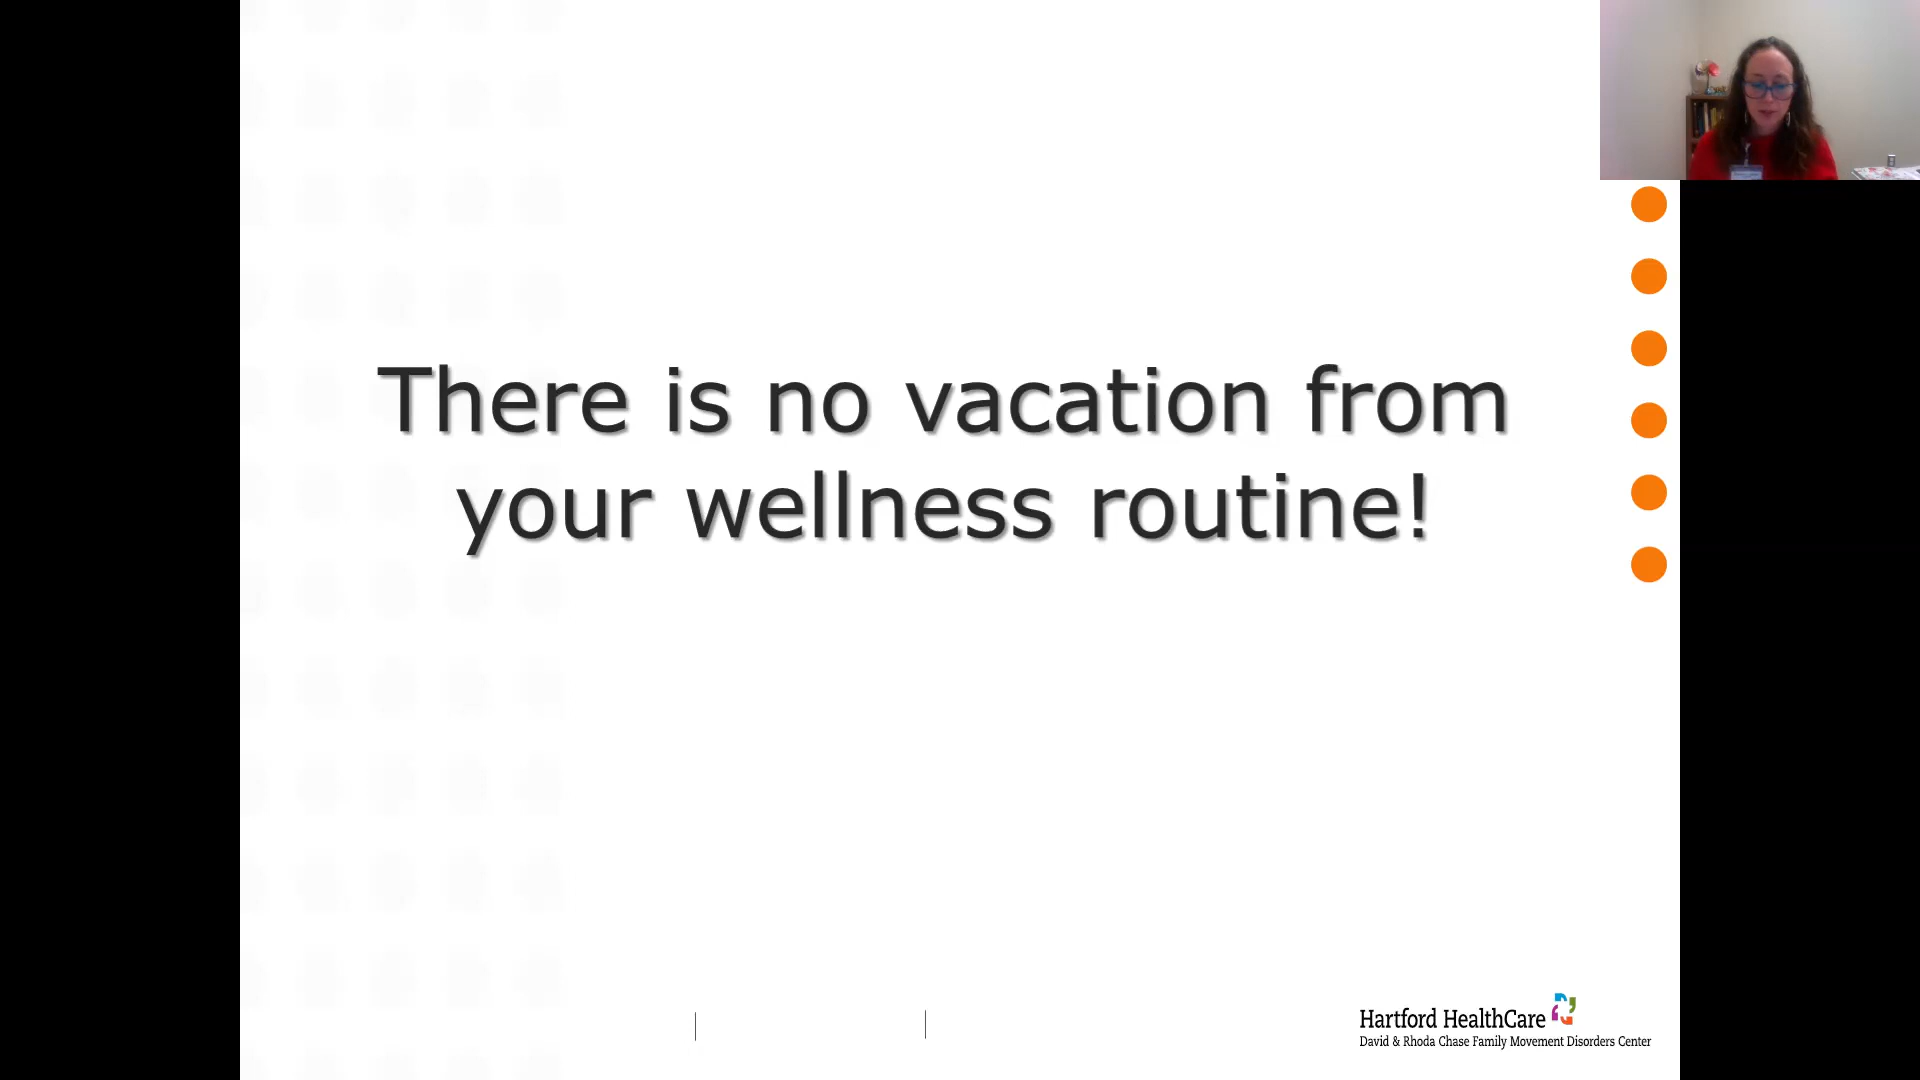 There is no vacation from
your wellness routine!
Hartford HealthCare
David & Rhoda Chase Family Movement Disorders Center